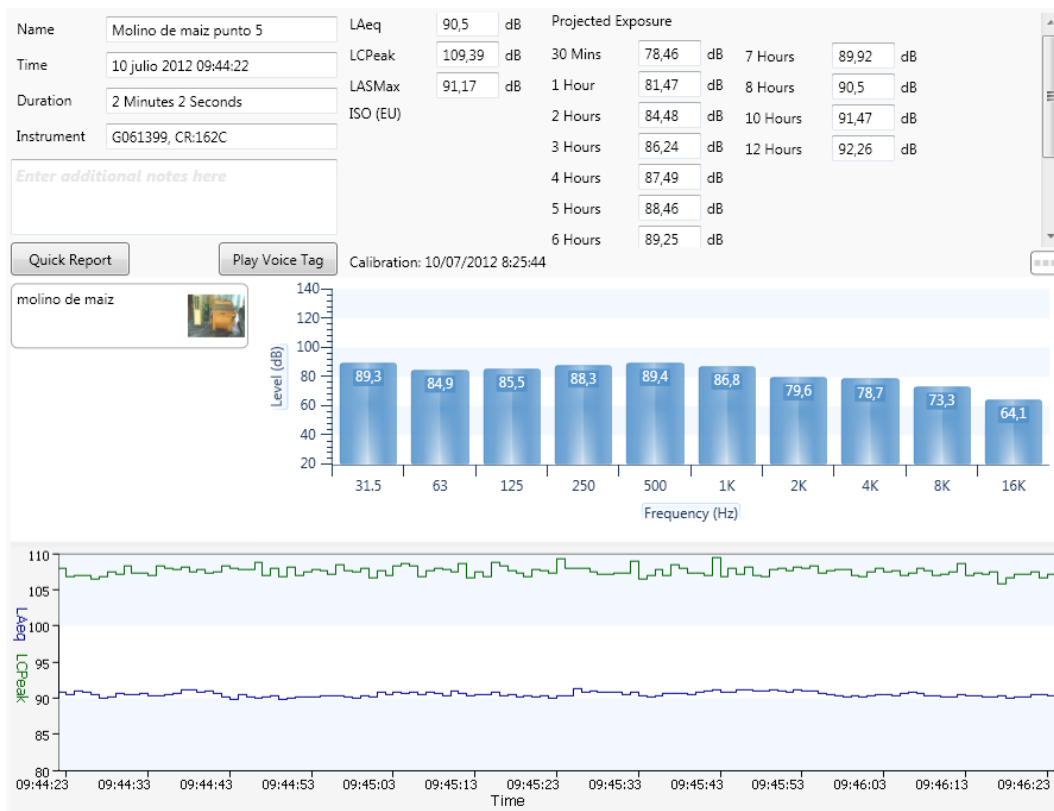 Name Molino de maiz punto 5
Time 10 julio 2012 09:44:22
Duration 2 Minutes 2 Seconds
Instrument G061399, CR:162C
Enter additional notes here
Quick Report Play Voice Tag
LAeq 90,5 dB
LCPeak 109,39 dB
LASMax 91,17 dB
ISO (EU)
Projected Exposure
30 Mins 78,46 dB
1 Hour 81,47 dB
2 Hours 84,48 dB
3 Hours 86,24 dB
4 Hours 87,49 dB
5 Hours 88,46 dB
6 Hours 89,25 dB
7 Hours 89,92 dB
8 Hours 90,5 dB
10 Hours 91,47 dB
12 Hours 92,26 dB
Calibration: 10/07/2012 8:25:44
molino de maiz
Level (dB)
140
120
100
80
60
40
20
89,3 84,9 85,5 88,3 89,4 86,8 79,6 78,7 73,3 64,1
31.5 63 125 250 500 1K 2K 4K 8K 16K
Frequency (Hz)
LAeq LCPeak
110
105
100
95
90
85
80
09:44:23 09:44:33 09:44:43 09:44:53 09:45:03 09:45:13 09:45:23 09:45:33 09:45:43 09:45:53 09:46:03 09:46:13 09:46:23
Time